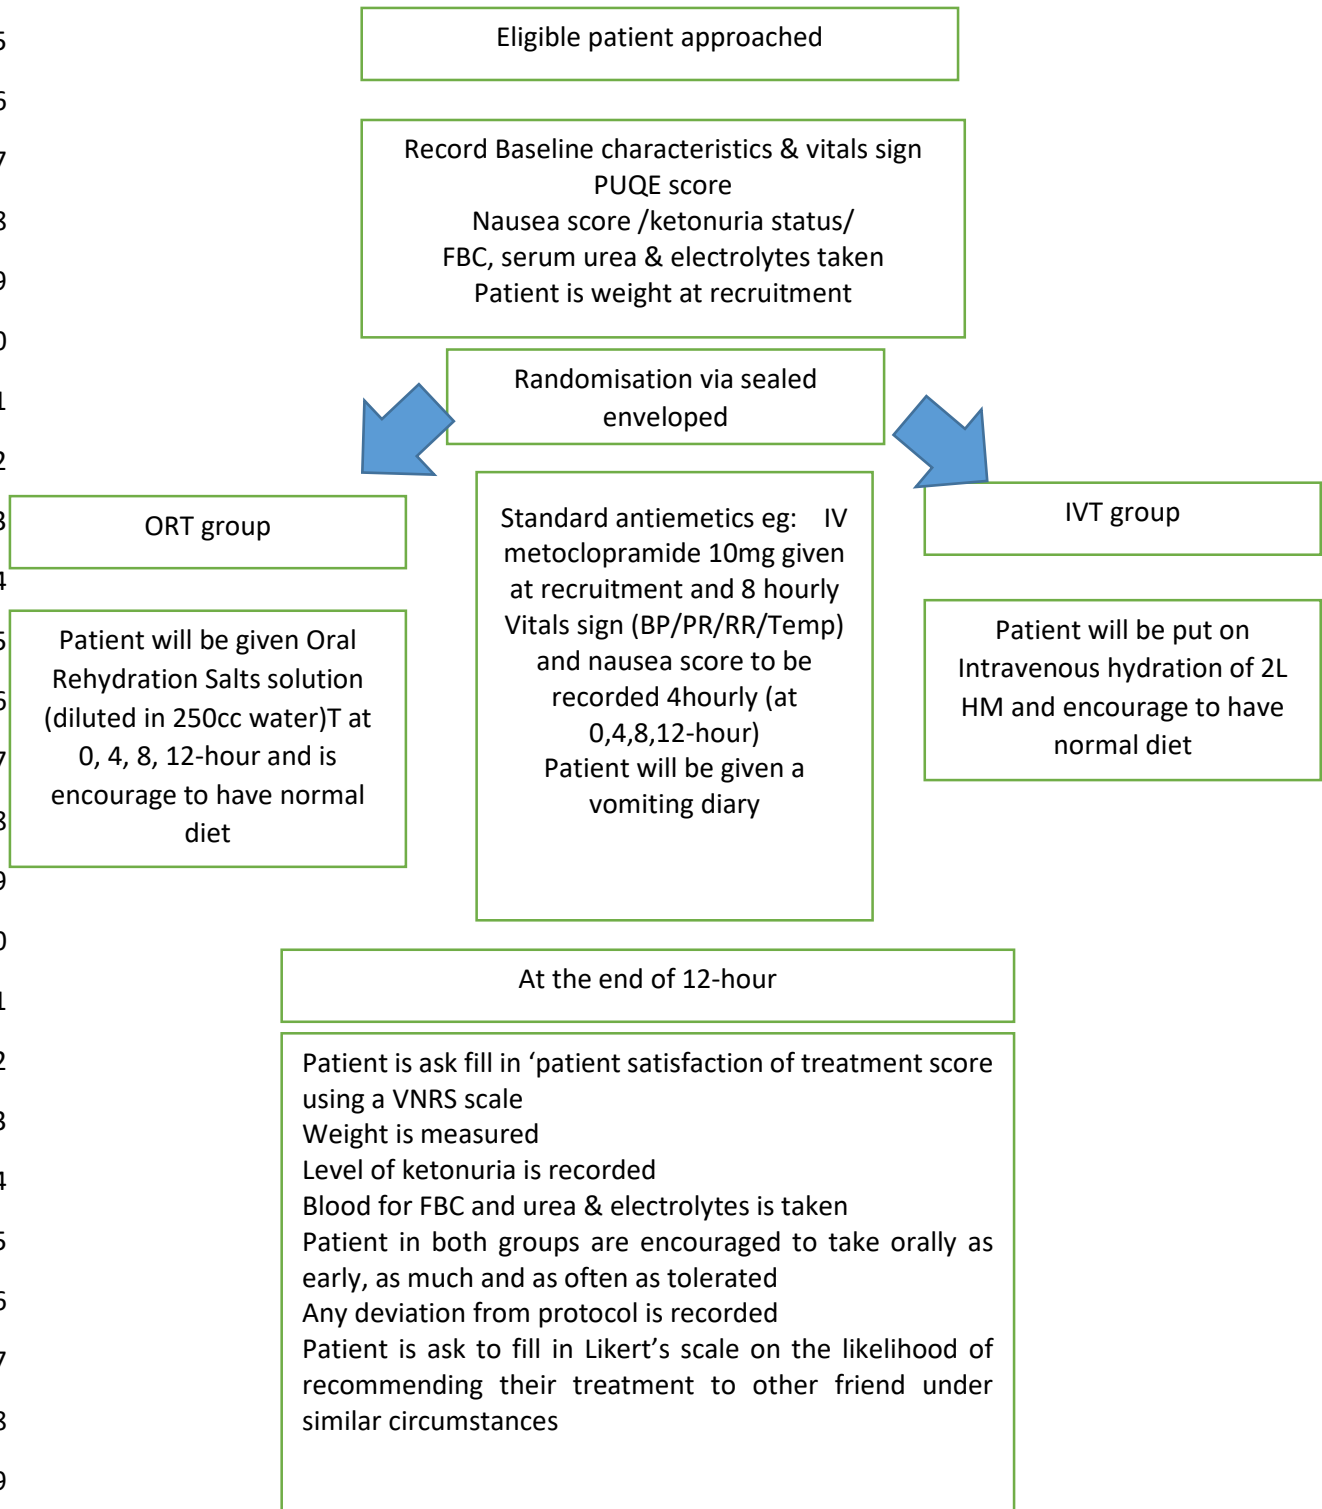 Eligible patient approached
Record Baseline characteristics & vitals sign
PUQE score
Nausea score /ketonuria status/
FBC, serum urea & electrolytes taken
Patient is weight at recruitment
Randomisation via sealed
enveloped
ORT group
Patient will be given Oral
Rehydration Salts solution
(diluted in 250cc water)T at
0, 4, 8, 12-hour and is
encourage to have normal
diet
Standard antiemetics eg: IV
metoclopramide 10mg given
at recruitment and 8 hourly
Vitals sign (BP/PR/RR/Temp)
and nausea score to be
recorded 4hourly (at
0,4,8,12-hour)
Patient will be given a
vomiting diary
IVT group
Patient will be put on
Intravenous hydration of 2L
HM and encourage to have
normal diet
At the end of 12-hour
Patient is ask fill in ‘patient satisfaction of treatment score
using a VNRS scale
Weight is measured
Level of ketonuria is recorded
Blood for FBC and urea & electrolytes is taken
Patient in both groups are encouraged to take orally as
early, as much and as often as tolerated
Any deviation from protocol is recorded
Patient is ask to fill in Likert’s scale on the likelihood of
recommending their treatment to other friend under
similar circumstances